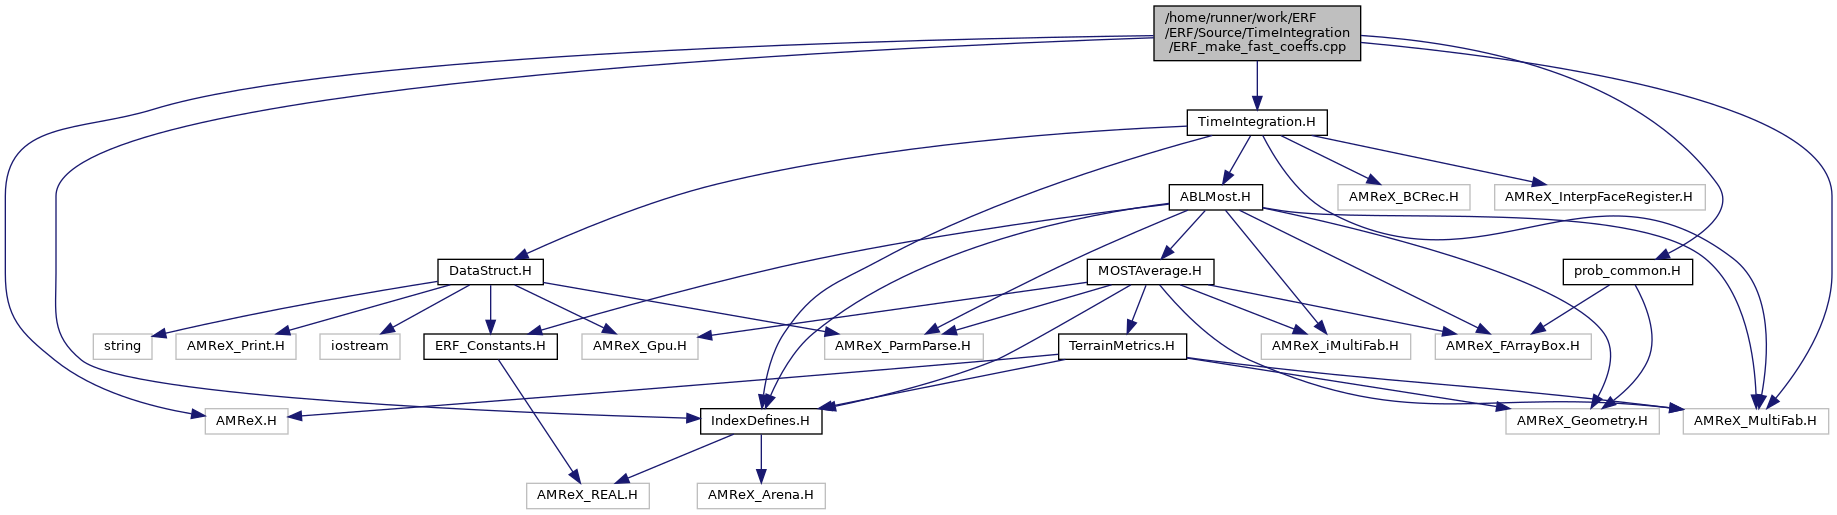 /home/runner/work/ERF
/ERF/Source/TimeIntegration
/ERF_make_fast_coeffs.cpp
TimeIntegration.H
ABLMost.H
AMReX_BCRec.H
AMReX_InterpFaceRegister.H
DataStruct.H
MOSTAverage.H
prob_common.H
string
AMReX_Print.H
iostream
ERF_Constants.H
AMReX_Gpu.H
AMReX_ParmParse.H
TerrainMetrics.H
AMReX_iMultiFab.H
AMReX_FArrayBox.H
AMReX.H
IndexDefines.H
AMReX_Geometry.H
AMReX_MultiFab.H
AMReX_REAL.H
AMReX_Arena.H